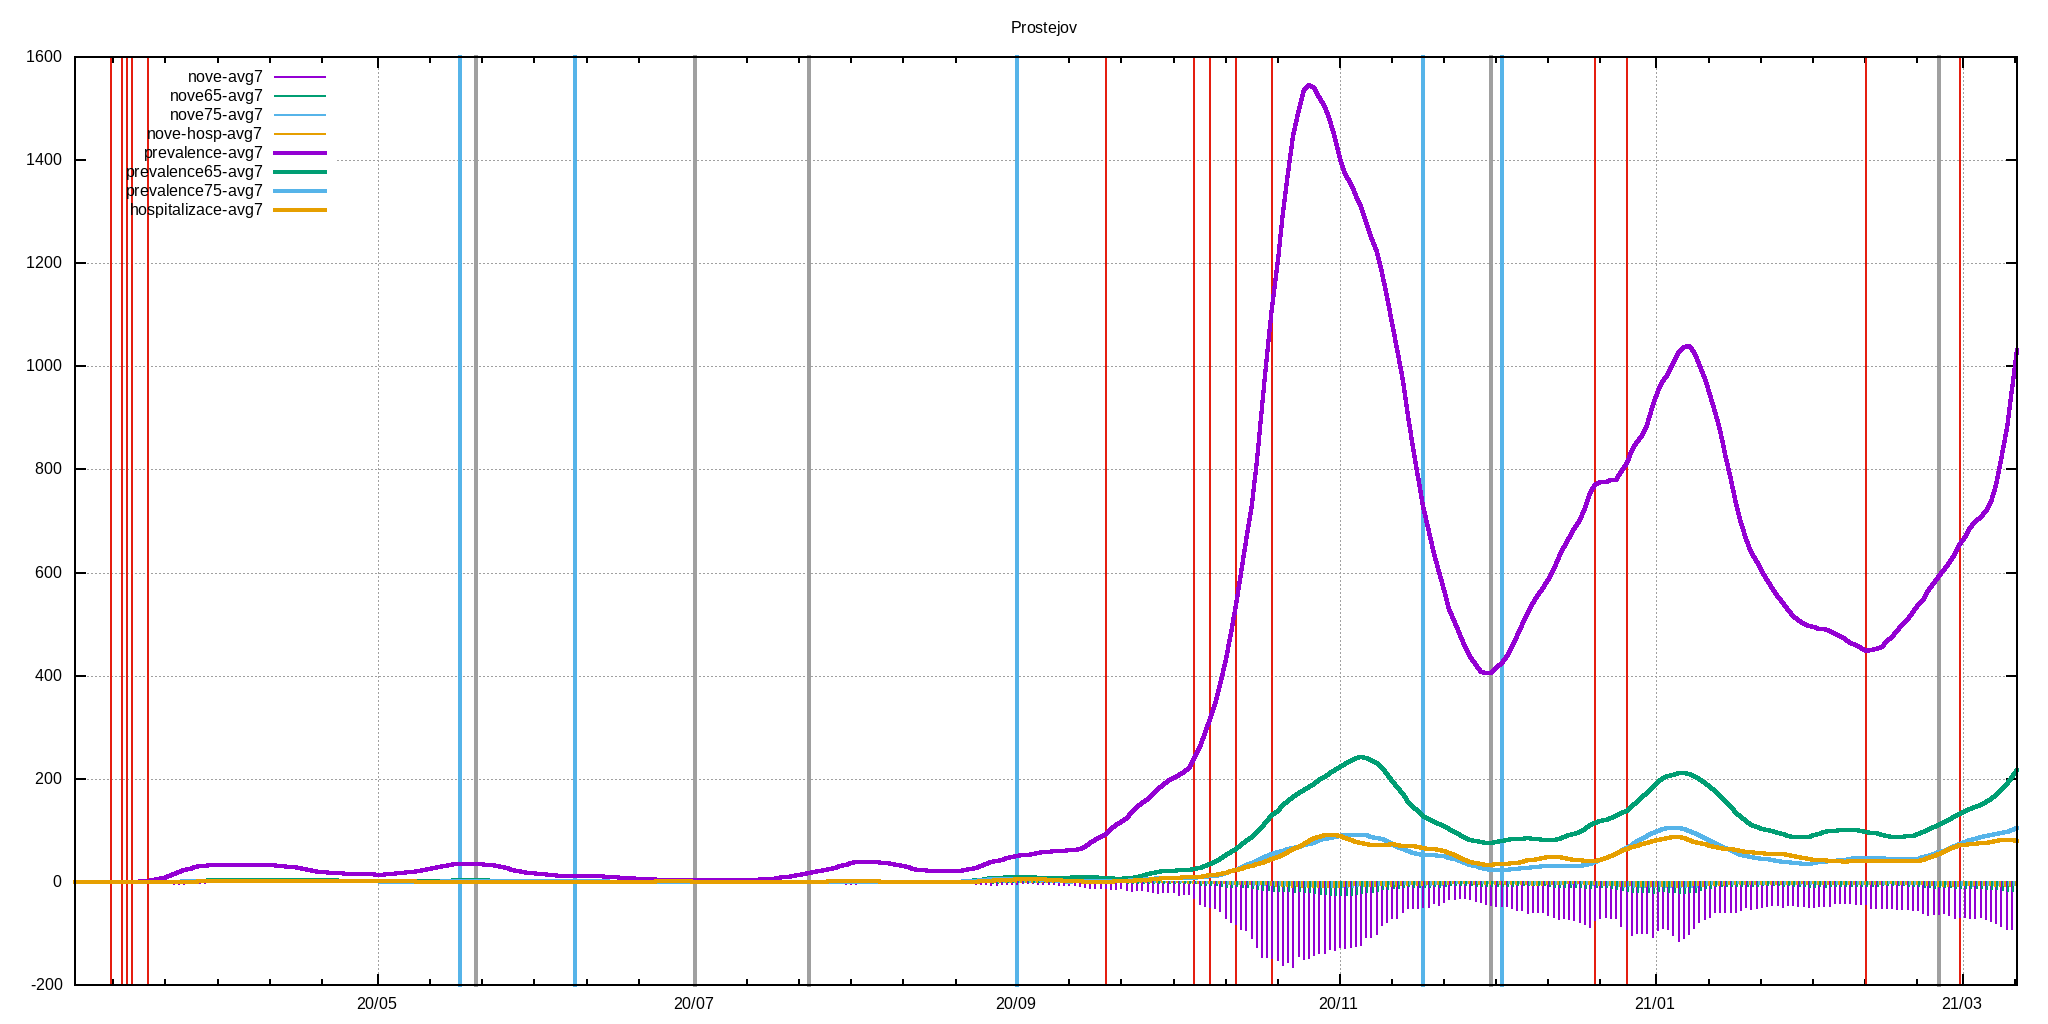 Prostejov
1600
1400
1200
1000
800
600
400
200
0
-200
nove-avg7
nove65-avg7
nove75-avg7
nove-hosp-avg7
prevalence-avg7
prevalence65-avg7
prevalence75-avg7
hospitalizace-avg7
20/05
20/07
20/09
20/11
21/01
21/03